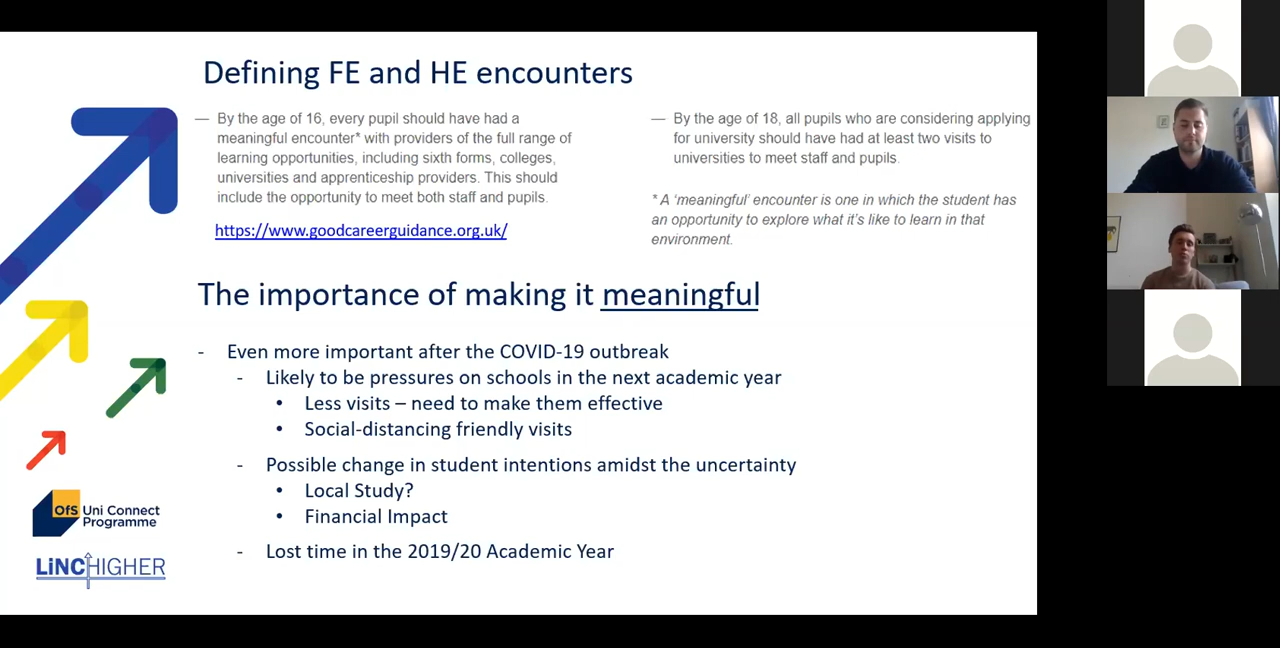 Defining FE and HE encounters
— By the age of 16, every pupil should have had a
meaningful encounter* with providers of the full range of
learning opportunities, including sixth forms, colleges,
universities and apprenticeship providers. This should
include the opportunity to meet both staff and pupils.
https://www.goodcareerguidance.org.uk/
— By the age of 18, all pupils who are considering applying
for university should have had at least two visits to
universities to meet staff and pupils.
* A ‘meaningful’ encounter is one in which the student has
an opportunity to explore what it’s like to learn in that
environment.
The importance of making it meaningful
- Even more important after the COVID-19 outbreak
- Likely to be pressures on schools in the next academic year
• Less visits – need to make them effective
• Social-distancing friendly visits
- Possible change in student intentions amidst the uncertainty
• Local Study?
• Financial Impact
- Lost time in the 2019/20 Academic Year
OfS Uni Connect
Programme
LiNCHIGHER